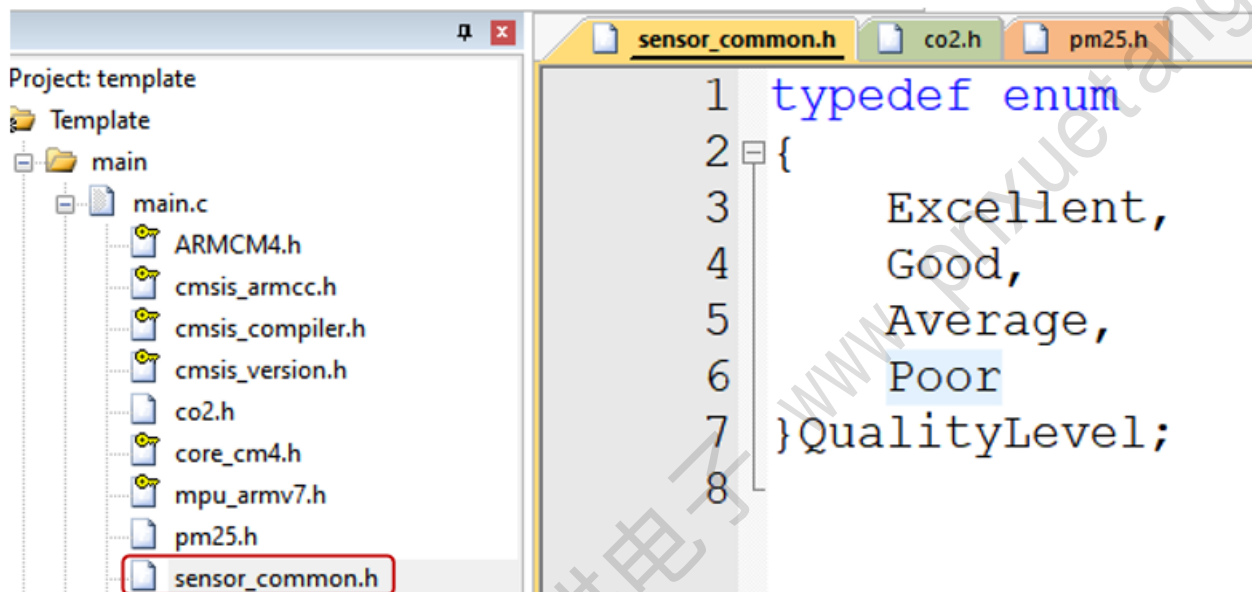 Project: template
Template
main
main.c
ARMCM4.h
cmsis_armcc.h
cmsis_compiler.h
cmsis_version.h
co2.h
core_cm4.h
mpu_armv7.h
pm25.h
sensor_common.h
sensor_common.h co2.h pm25.h
1 typedef enum
2 {
3 Excellent,
4 Good,
5 Average,
6 Poor
7 }QualityLevel;
8